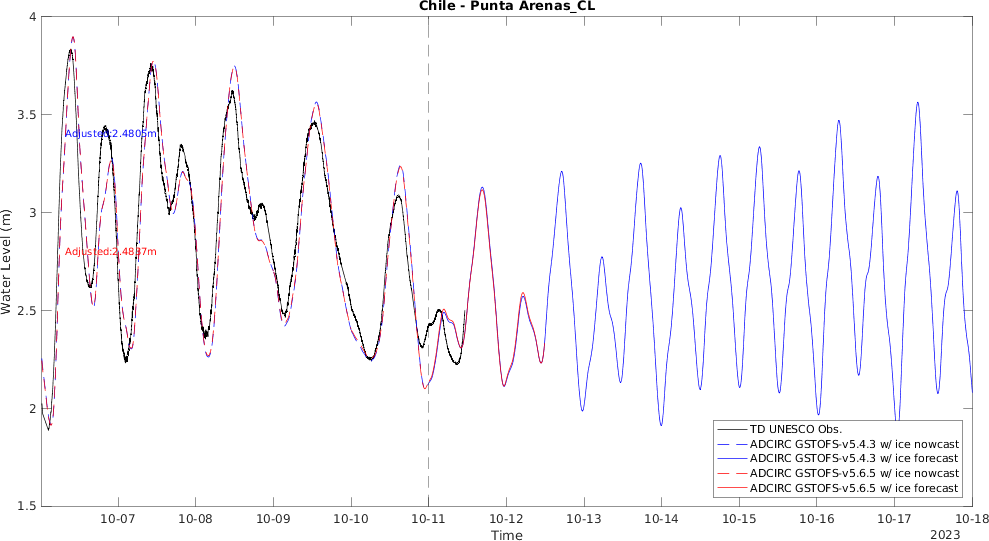 Chile - Punta Arenas_CL
4
3.5
3
2.5
2
1.5
Water Level (m)
Adjusted:2.4805m
Adjusted:2.4837m
TD UNESCO Obs.
ADCIRC GSTOFS-v5.4.3 w/ ice nowcast
ADCIRC GSTOFS-v5.4.3 w/ ice forecast
ADCIRC GSTOFS-v5.6.5 w/ ice nowcast
ADCIRC GSTOFS-v5.6.5 w/ ice forecast
10-07 10-08 10-09 10-10 10-11 10-12 10-13 10-14 10-15 10-16 10-17 10-18
Time
2023